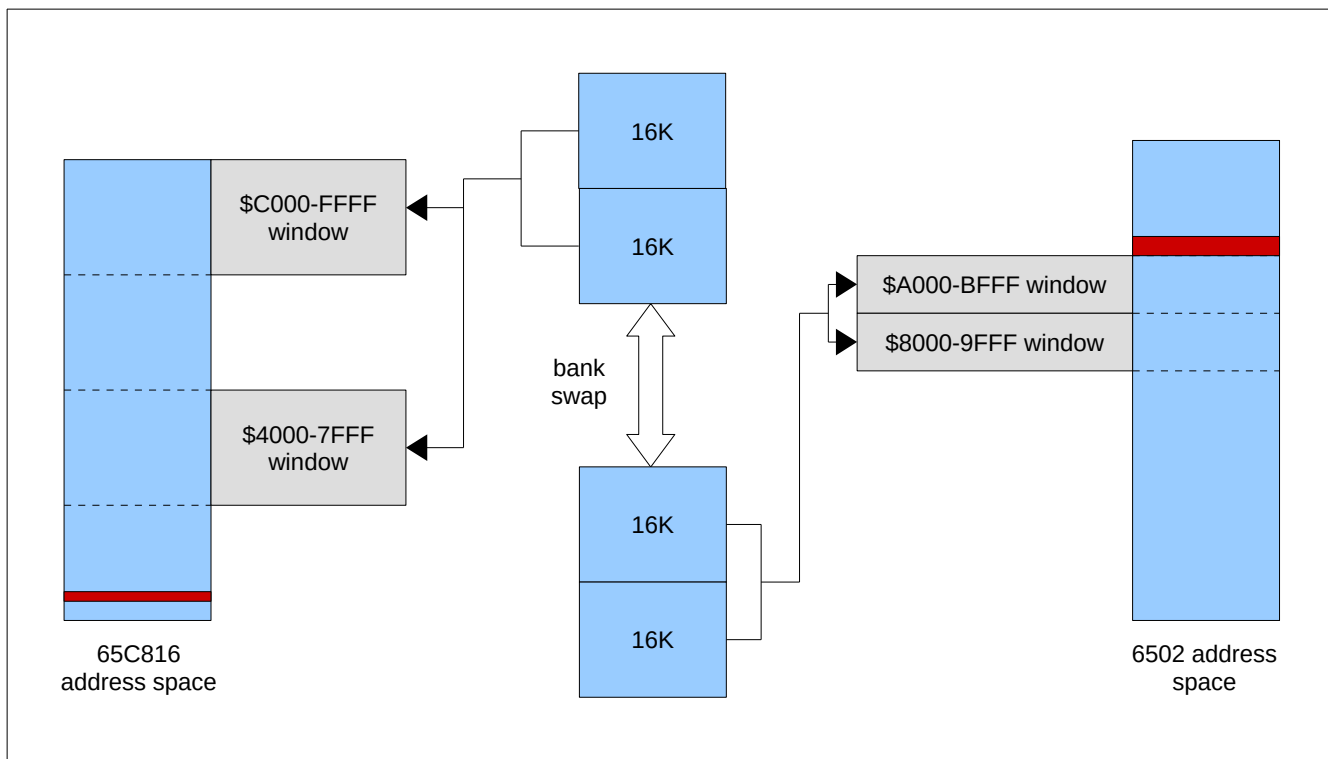 16K
$C000-FFFF
window
16K
$A000-BFFF window
$8000-9FFF window
bank
swap
$4000-7FFF
window
16K
16K
65C816
address space
6502 address
space